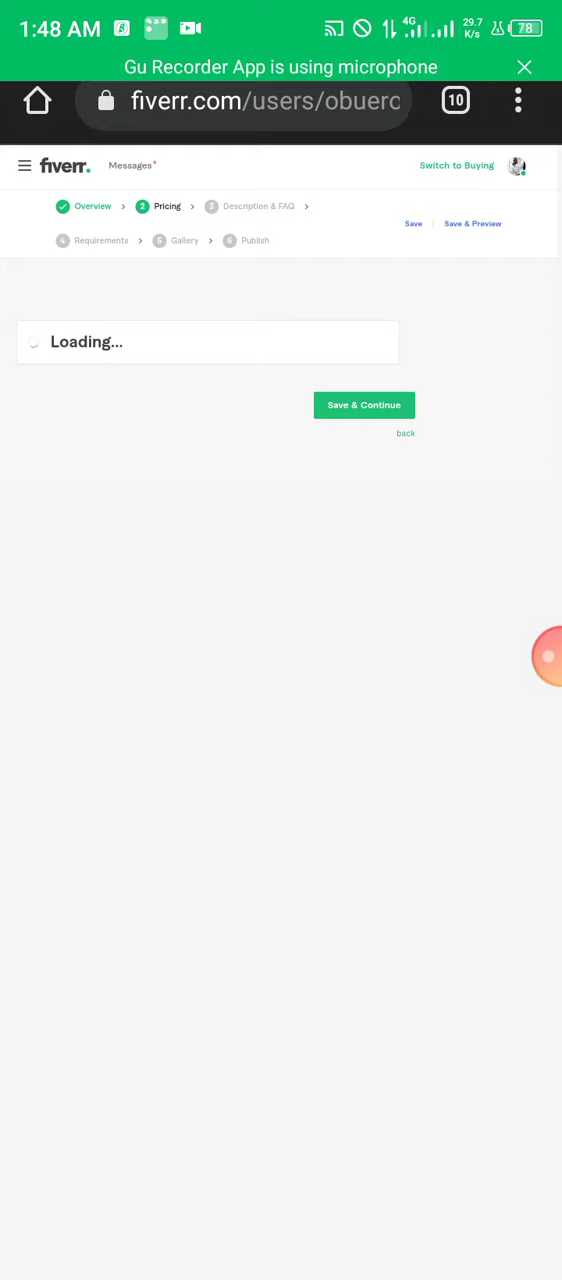 1:48 AM 4G 29.7 K/s 78
Gu Recorder App is using microphone
fiverr.com/users/obuero 10
fiverr. Messages Switch to Buying
Overview 2 Pricing 3 Description & FAQ
Save Save & Preview
4 Requirements 5 Gallery 6 Publish
Loading...
Save & Continue
back